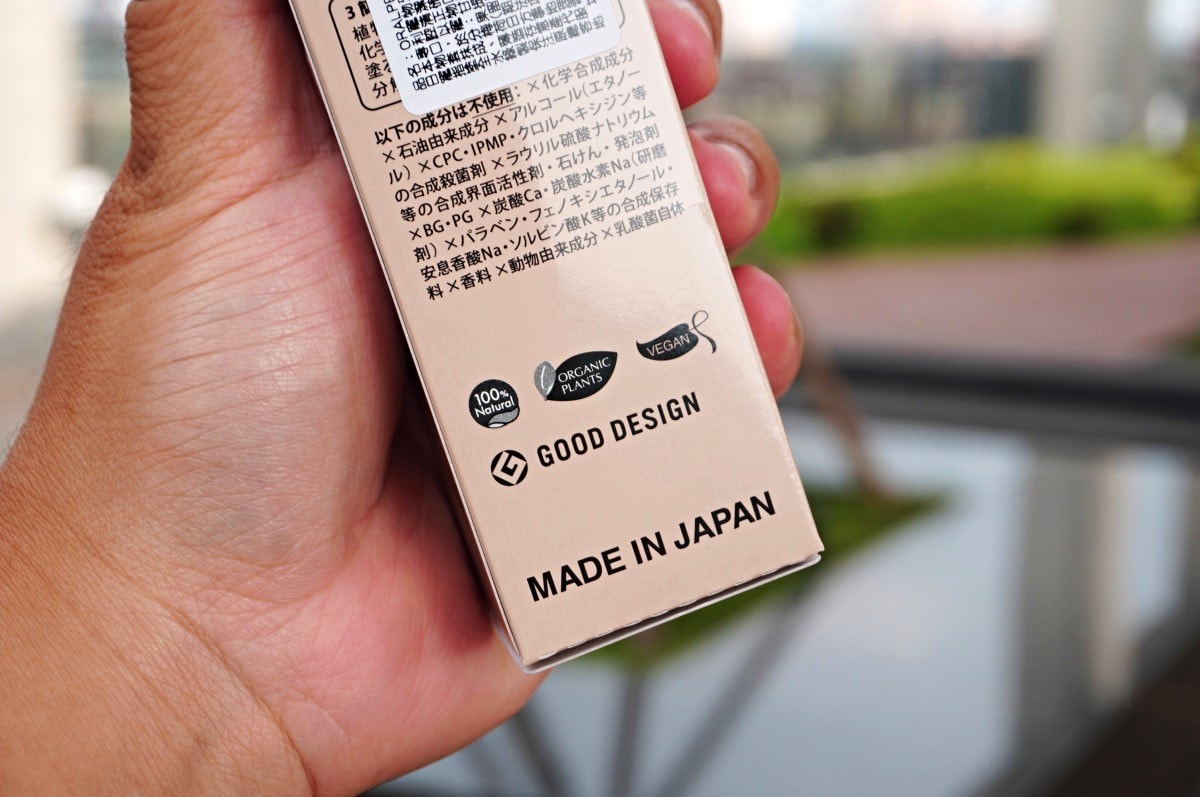 3
植物
化学
塗
分
以下の成分は不使用: ×化学合成成分
×石油由来成分 ×アルコール(エタノー
ル) ×CPC・IPMP・クロルヘキシジン等
の合成殺菌剤 ×ラウリル硫酸ナトリウム
等の合成界面活性剤・石けん・発泡剤
×BG・PG ×炭酸Ca・炭酸水素Na(研磨
剤) ×パラベン・フェノキシエタノール・
安息香酸Na・ソルビン酸K等の合成保存
料 ×香料 ×動物由来成分 ×乳酸菌自体
100%
Natural
ORGANIC
PLANTS
VEGAN
GOOD DESIGN
MADE IN JAPAN